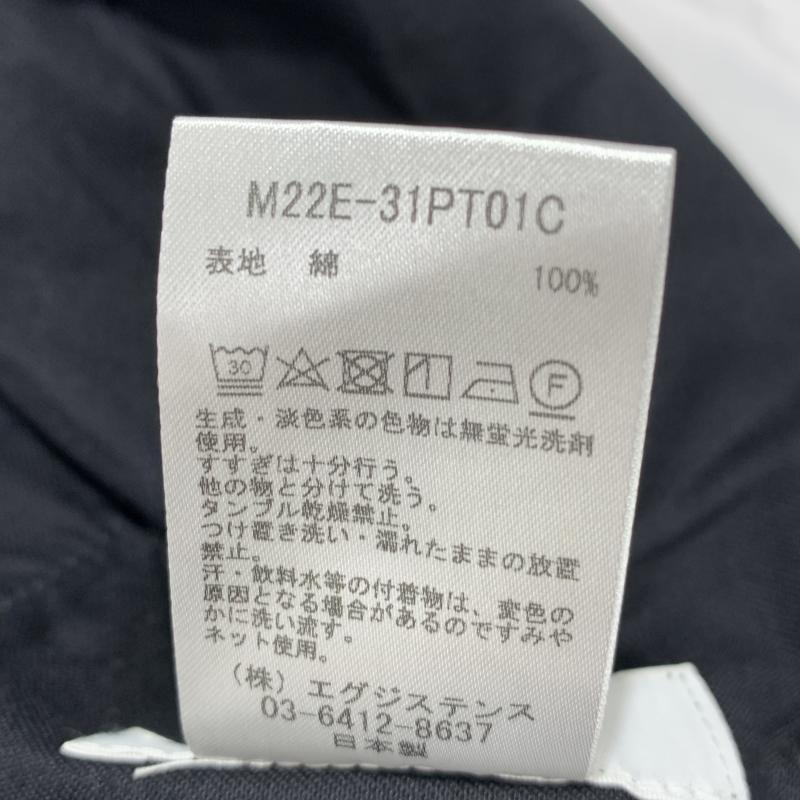 M22E-31PT01C
表地 綿 100%
30 F
生成・淡色系の色物は無蛍光洗剤
使用。
すすぎは十分行う。
他の物と分けて洗う。
タンブル乾燥禁止。
つけ置き洗い・濡れたままの放置
禁止。
汗・飲料水等の付着物は、変色の
原因となる場合があるのですみや
かに洗い流す。
ネット使用。
(株) エグジステンス
03-6412-8637
日本製